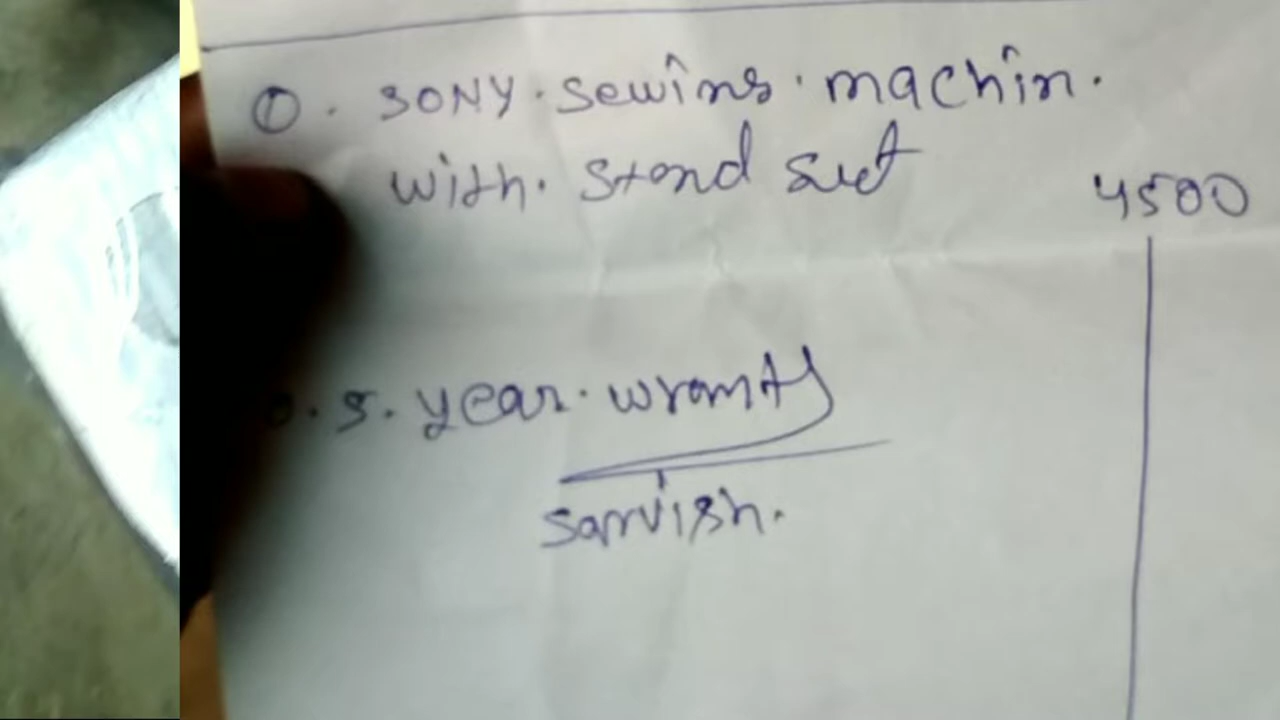 ① . SONY . Sewing . machin .
with . Stand Set
4500
. 5 . year . wranty
sarvish .